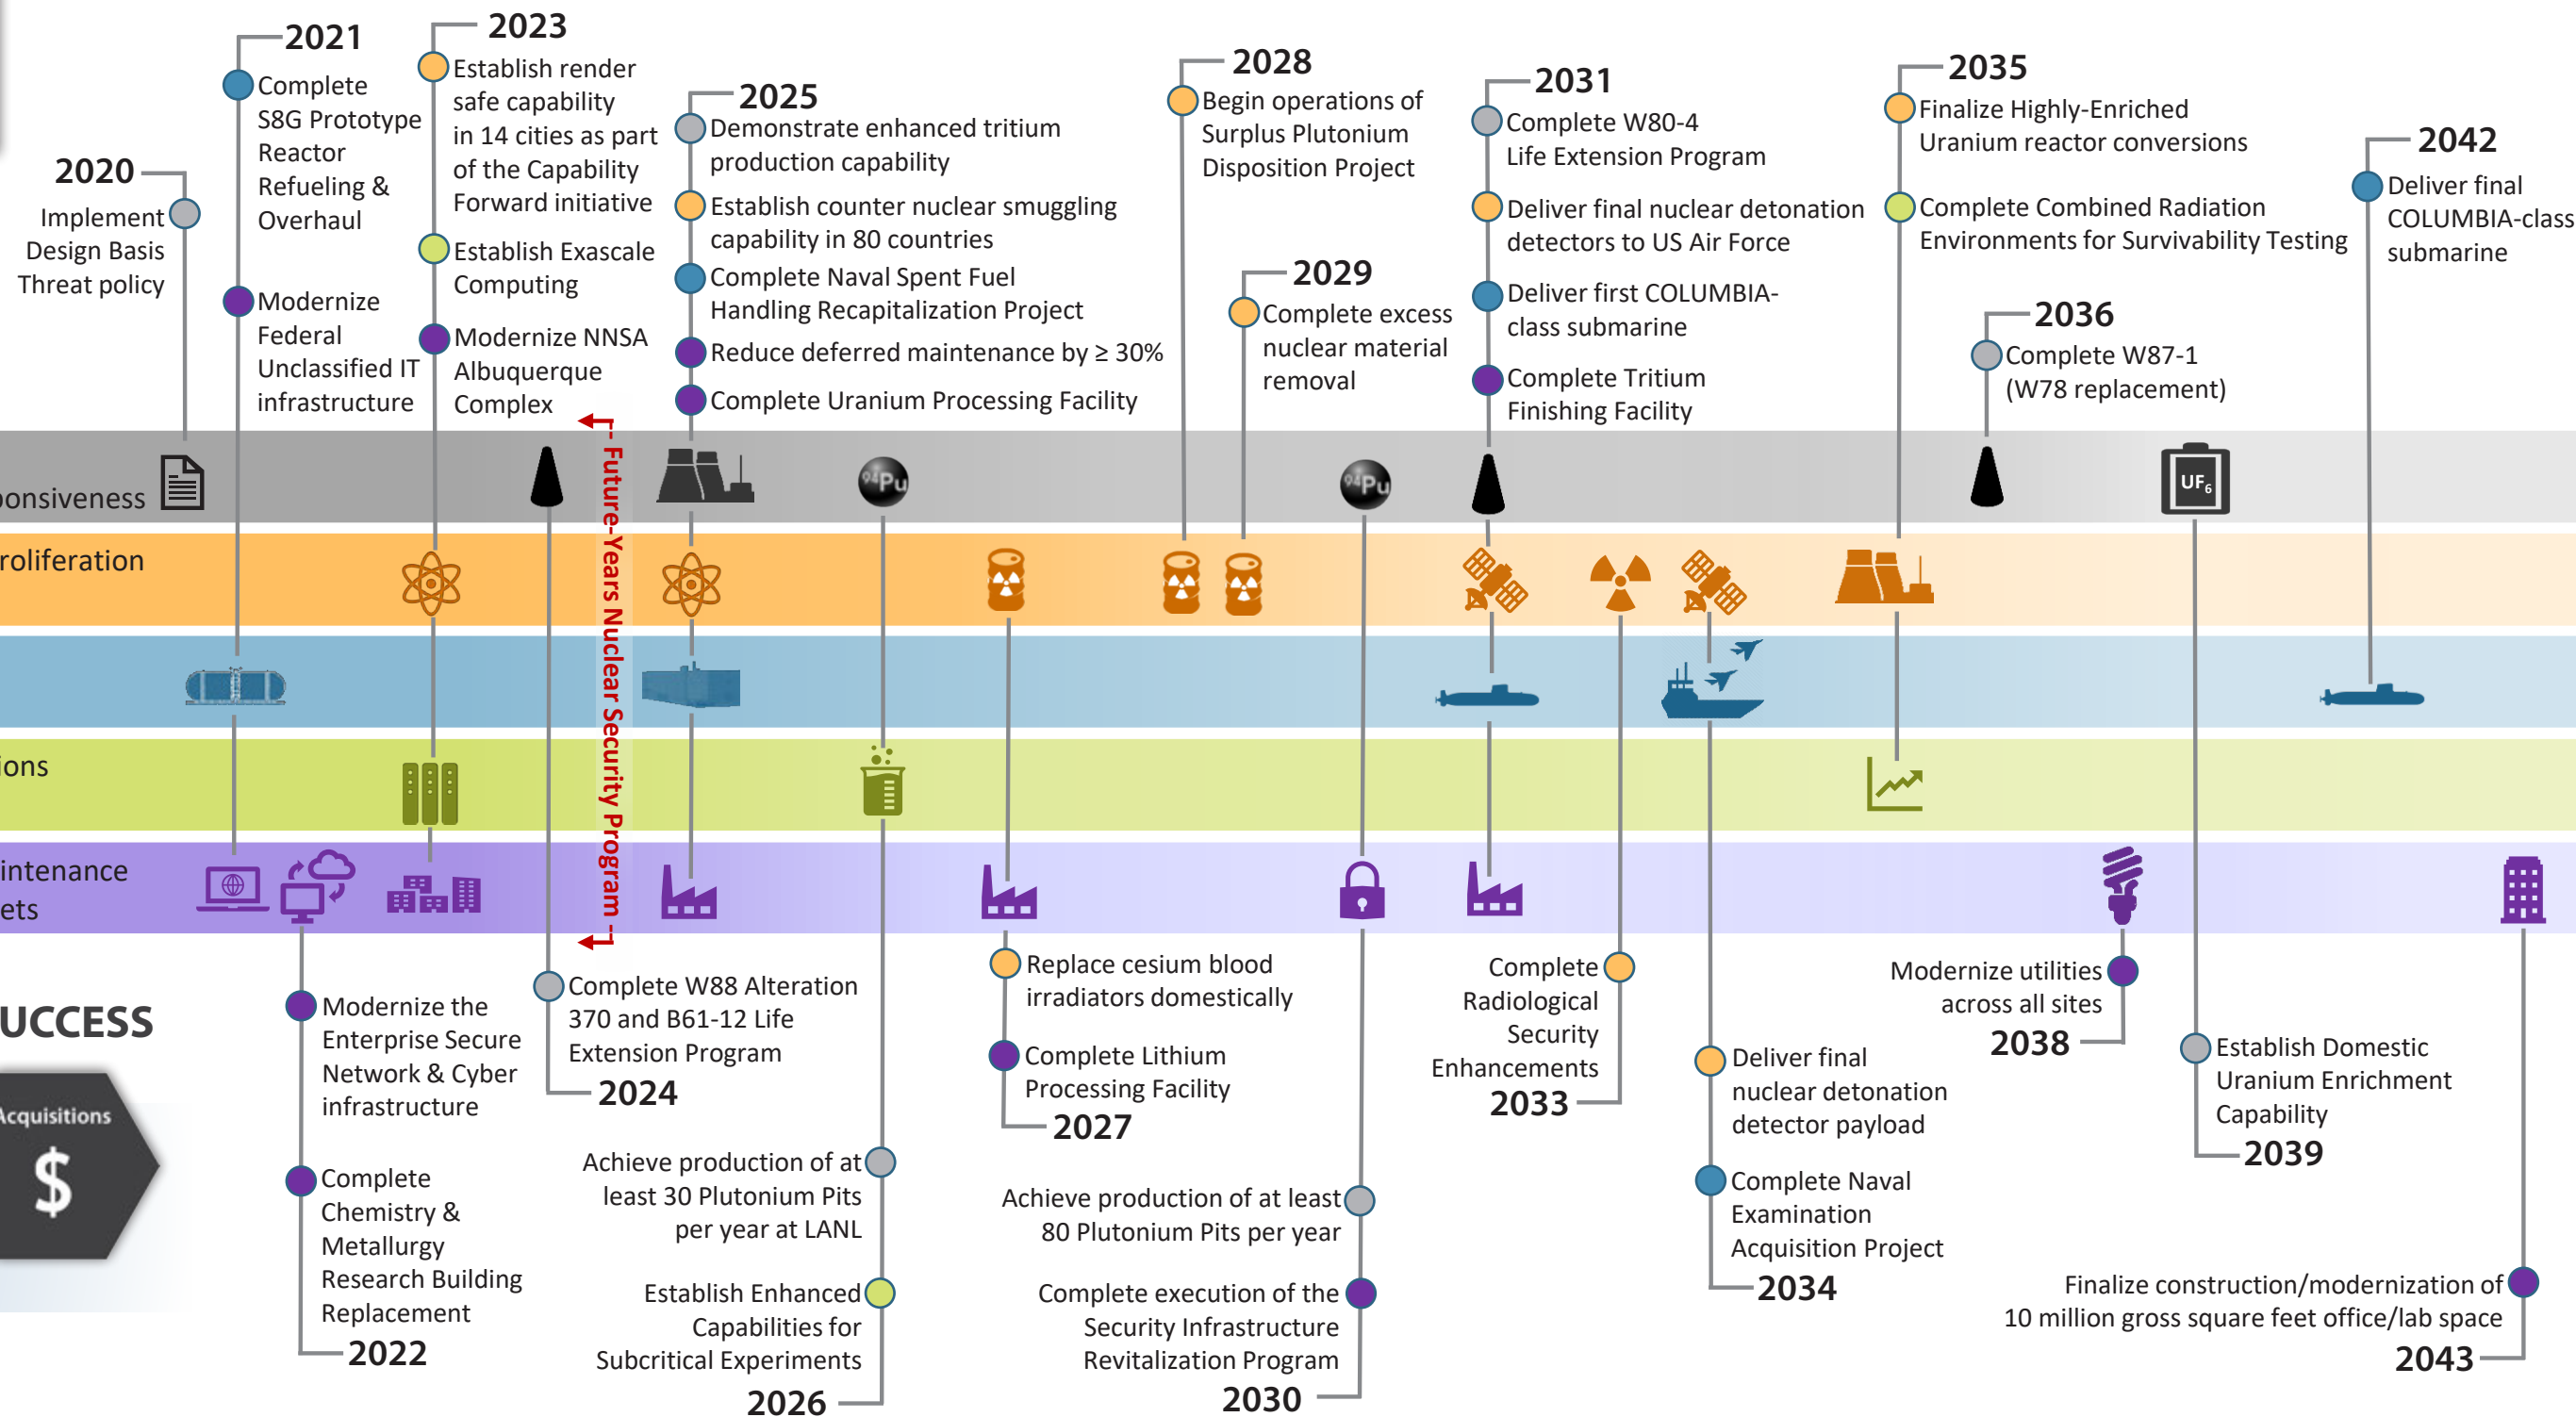 2020
Implement
Design Basis
Threat policy
2021
Complete
S8G Prototype
Reactor
Refueling &
Overhaul
Modernize
Federal
Unclassified IT
infrastructure
2023
Establish render
safe capability
in 14 cities as part
of the Capability
Forward initiative
Establish Exascale
Computing
Modernize NNSA
Albuquerque
Complex
2025
Demonstrate enhanced tritium
production capability
Establish counter nuclear smuggling
capability in 80 countries
Complete Naval Spent Fuel
Handling Recapitalization Project
Reduce deferred maintenance by ≥ 30%
Complete Uranium Processing Facility
2028
Begin operations of
Surplus Plutonium
Disposition Project
2029
Complete excess
nuclear material
removal
2031
Complete W80-4
Life Extension Program
Deliver final nuclear detonation
detectors to US Air Force
Deliver first COLUMBIA-
class submarine
Complete Tritium
Finishing Facility
2035
Finalize Highly-Enriched
Uranium reactor conversions
Complete Combined Radiation
Environments for Survivability Testing
2036
Complete W87-1
(W78 replacement)
2042
Deliver final
COLUMBIA-class
submarine
onsiveness
94Pu
94Pu
UF6
roliferation
ions
intenance
ets
Future-Years Nuclear Security Program
UCCESS
Acquisitions
$
Modernize the
Enterprise Secure
Network & Cyber
infrastructure
Complete
Chemistry &
Metallurgy
Research Building
Replacement
2022
Complete W88 Alteration
370 and B61-12 Life
Extension Program
2024
Achieve production of at
least 30 Plutonium Pits
per year at LANL
Establish Enhanced
Capabilities for
Subcritical Experiments
2026
Replace cesium blood
irradiators domestically
Complete Lithium
Processing Facility
2027
Achieve production of at least
80 Plutonium Pits per year
Complete execution of the
Security Infrastructure
Revitalization Program
2030
Complete
Radiological
Security
Enhancements
2033
Deliver final
nuclear detonation
detector payload
Complete Naval
Examination
Acquisition Project
2034
Modernize utilities
across all sites
2038
Establish Domestic
Uranium Enrichment
Capability
2039
Finalize construction/modernization of
10 million gross square feet office/lab space
2043